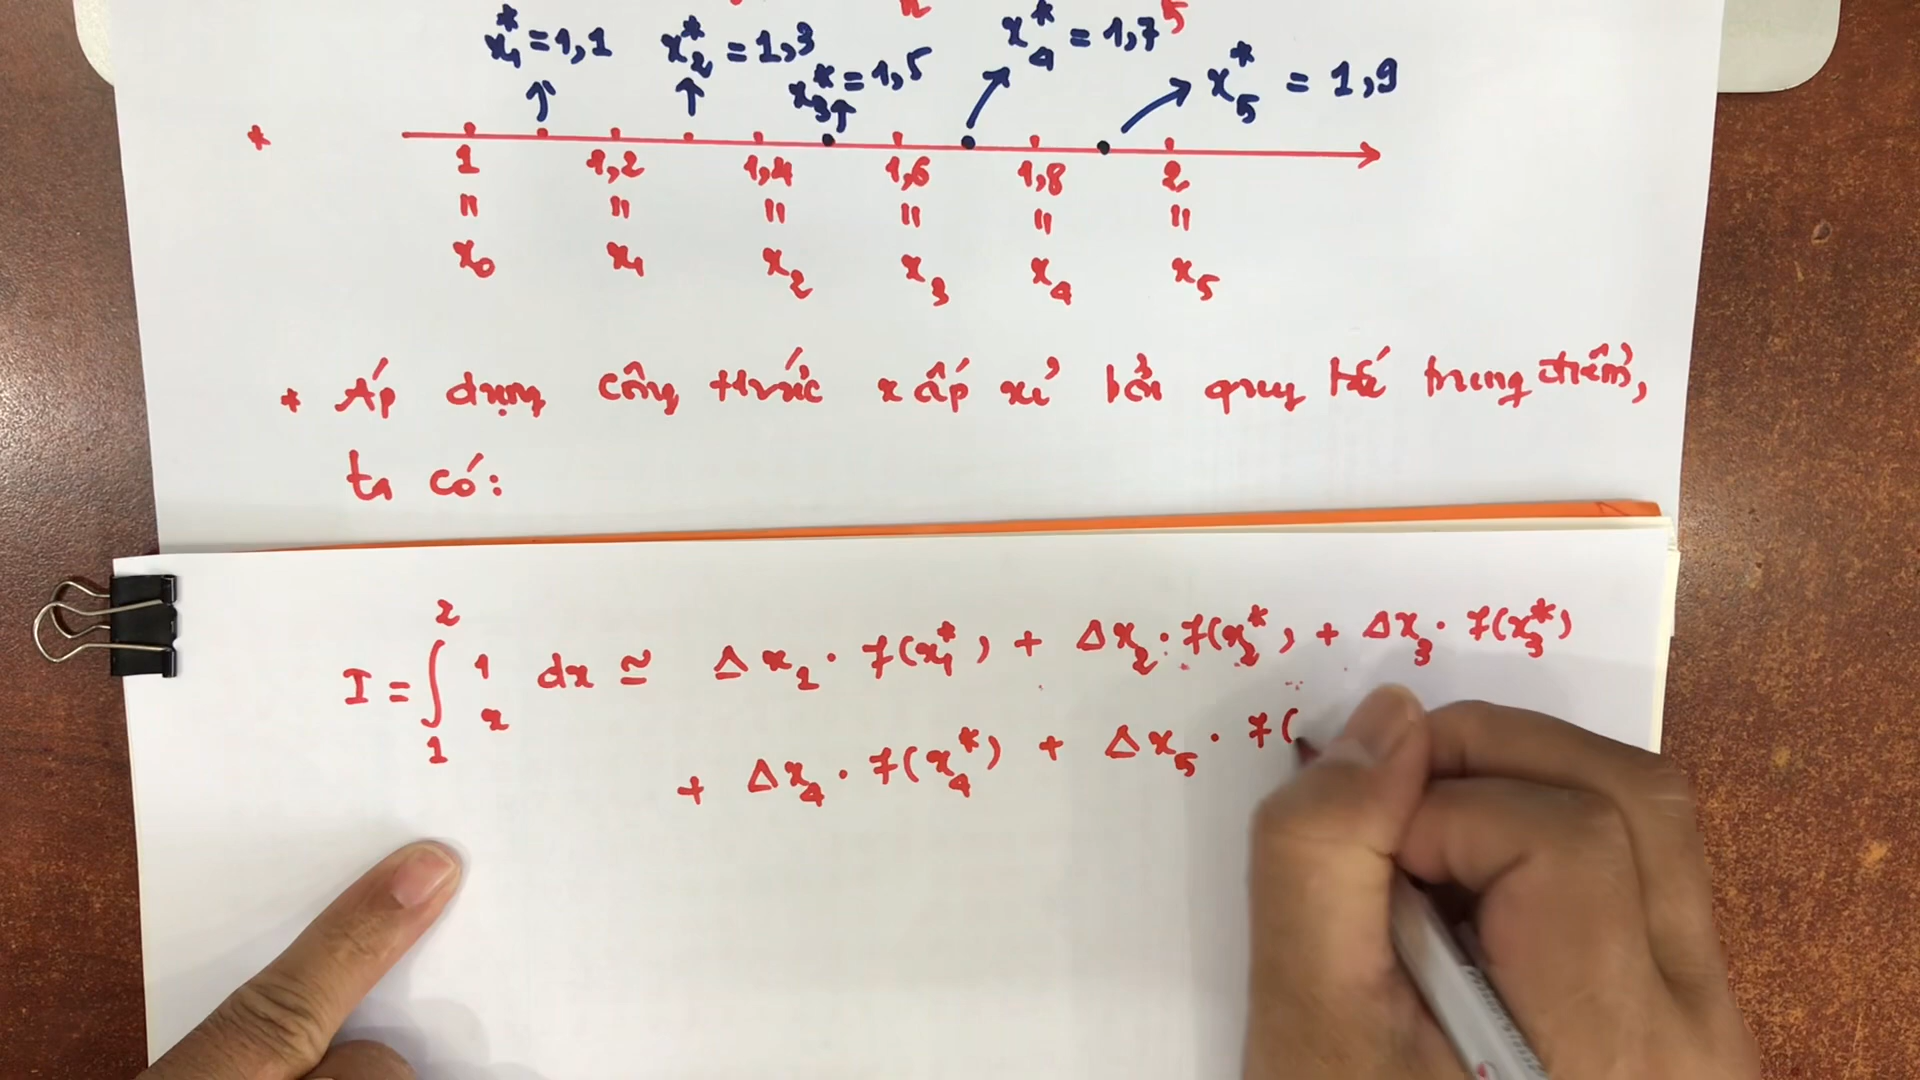 x₁* = 1,1 x₂* = 1,3 x₃* = 1,5 x₄* = 1,7 x₅* = 1,9
* 1 1,2 1,4 1,6 1,8 2
= = = = = =
x₀ x₁ x₂ x₃ x₄ x₅
* Áp dụng công thức xấp xỉ bởi quy tắc trung điểm,
ta có:
I = ∫₁² 1/x dx ≃ Δx₁ · f(x₁*) + Δx₂ · f(x₂*) + Δx₃ · f(x₃*)
+ Δx₄ · f(x₄*) + Δx₅ · f(